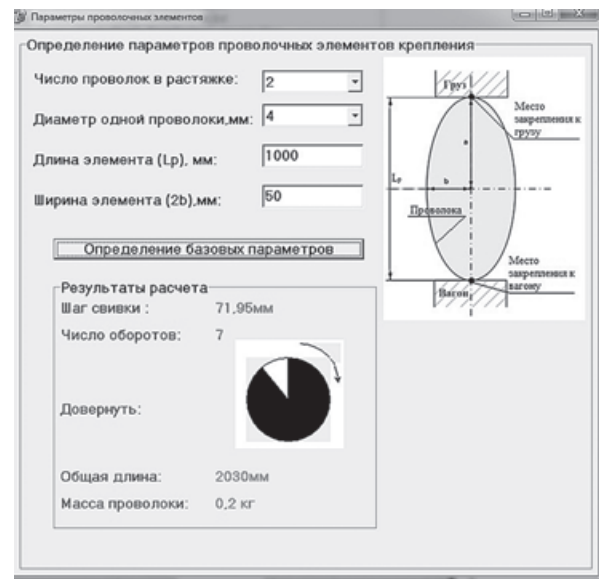 Параметры проволочных элементов
Определение параметров проволочных элементов крепления
Число проволок в растяжке: 2
Диаметр одной проволоки,мм: 4
Длина элемента (Lp), мм: 1000
Ширина элемента (2b),мм: 50
Определение базовых параметров
Результаты расчета
Шаг свивки : 71,95мм
Число оборотов: 7
Довернуть:
Общая длина: 2030мм
Масса проволоки: 0,2 кг
Груз
Место
закрепления к
грузу
a
Lp
b
Проволока
Место
закрепления к
вагону
Вагон